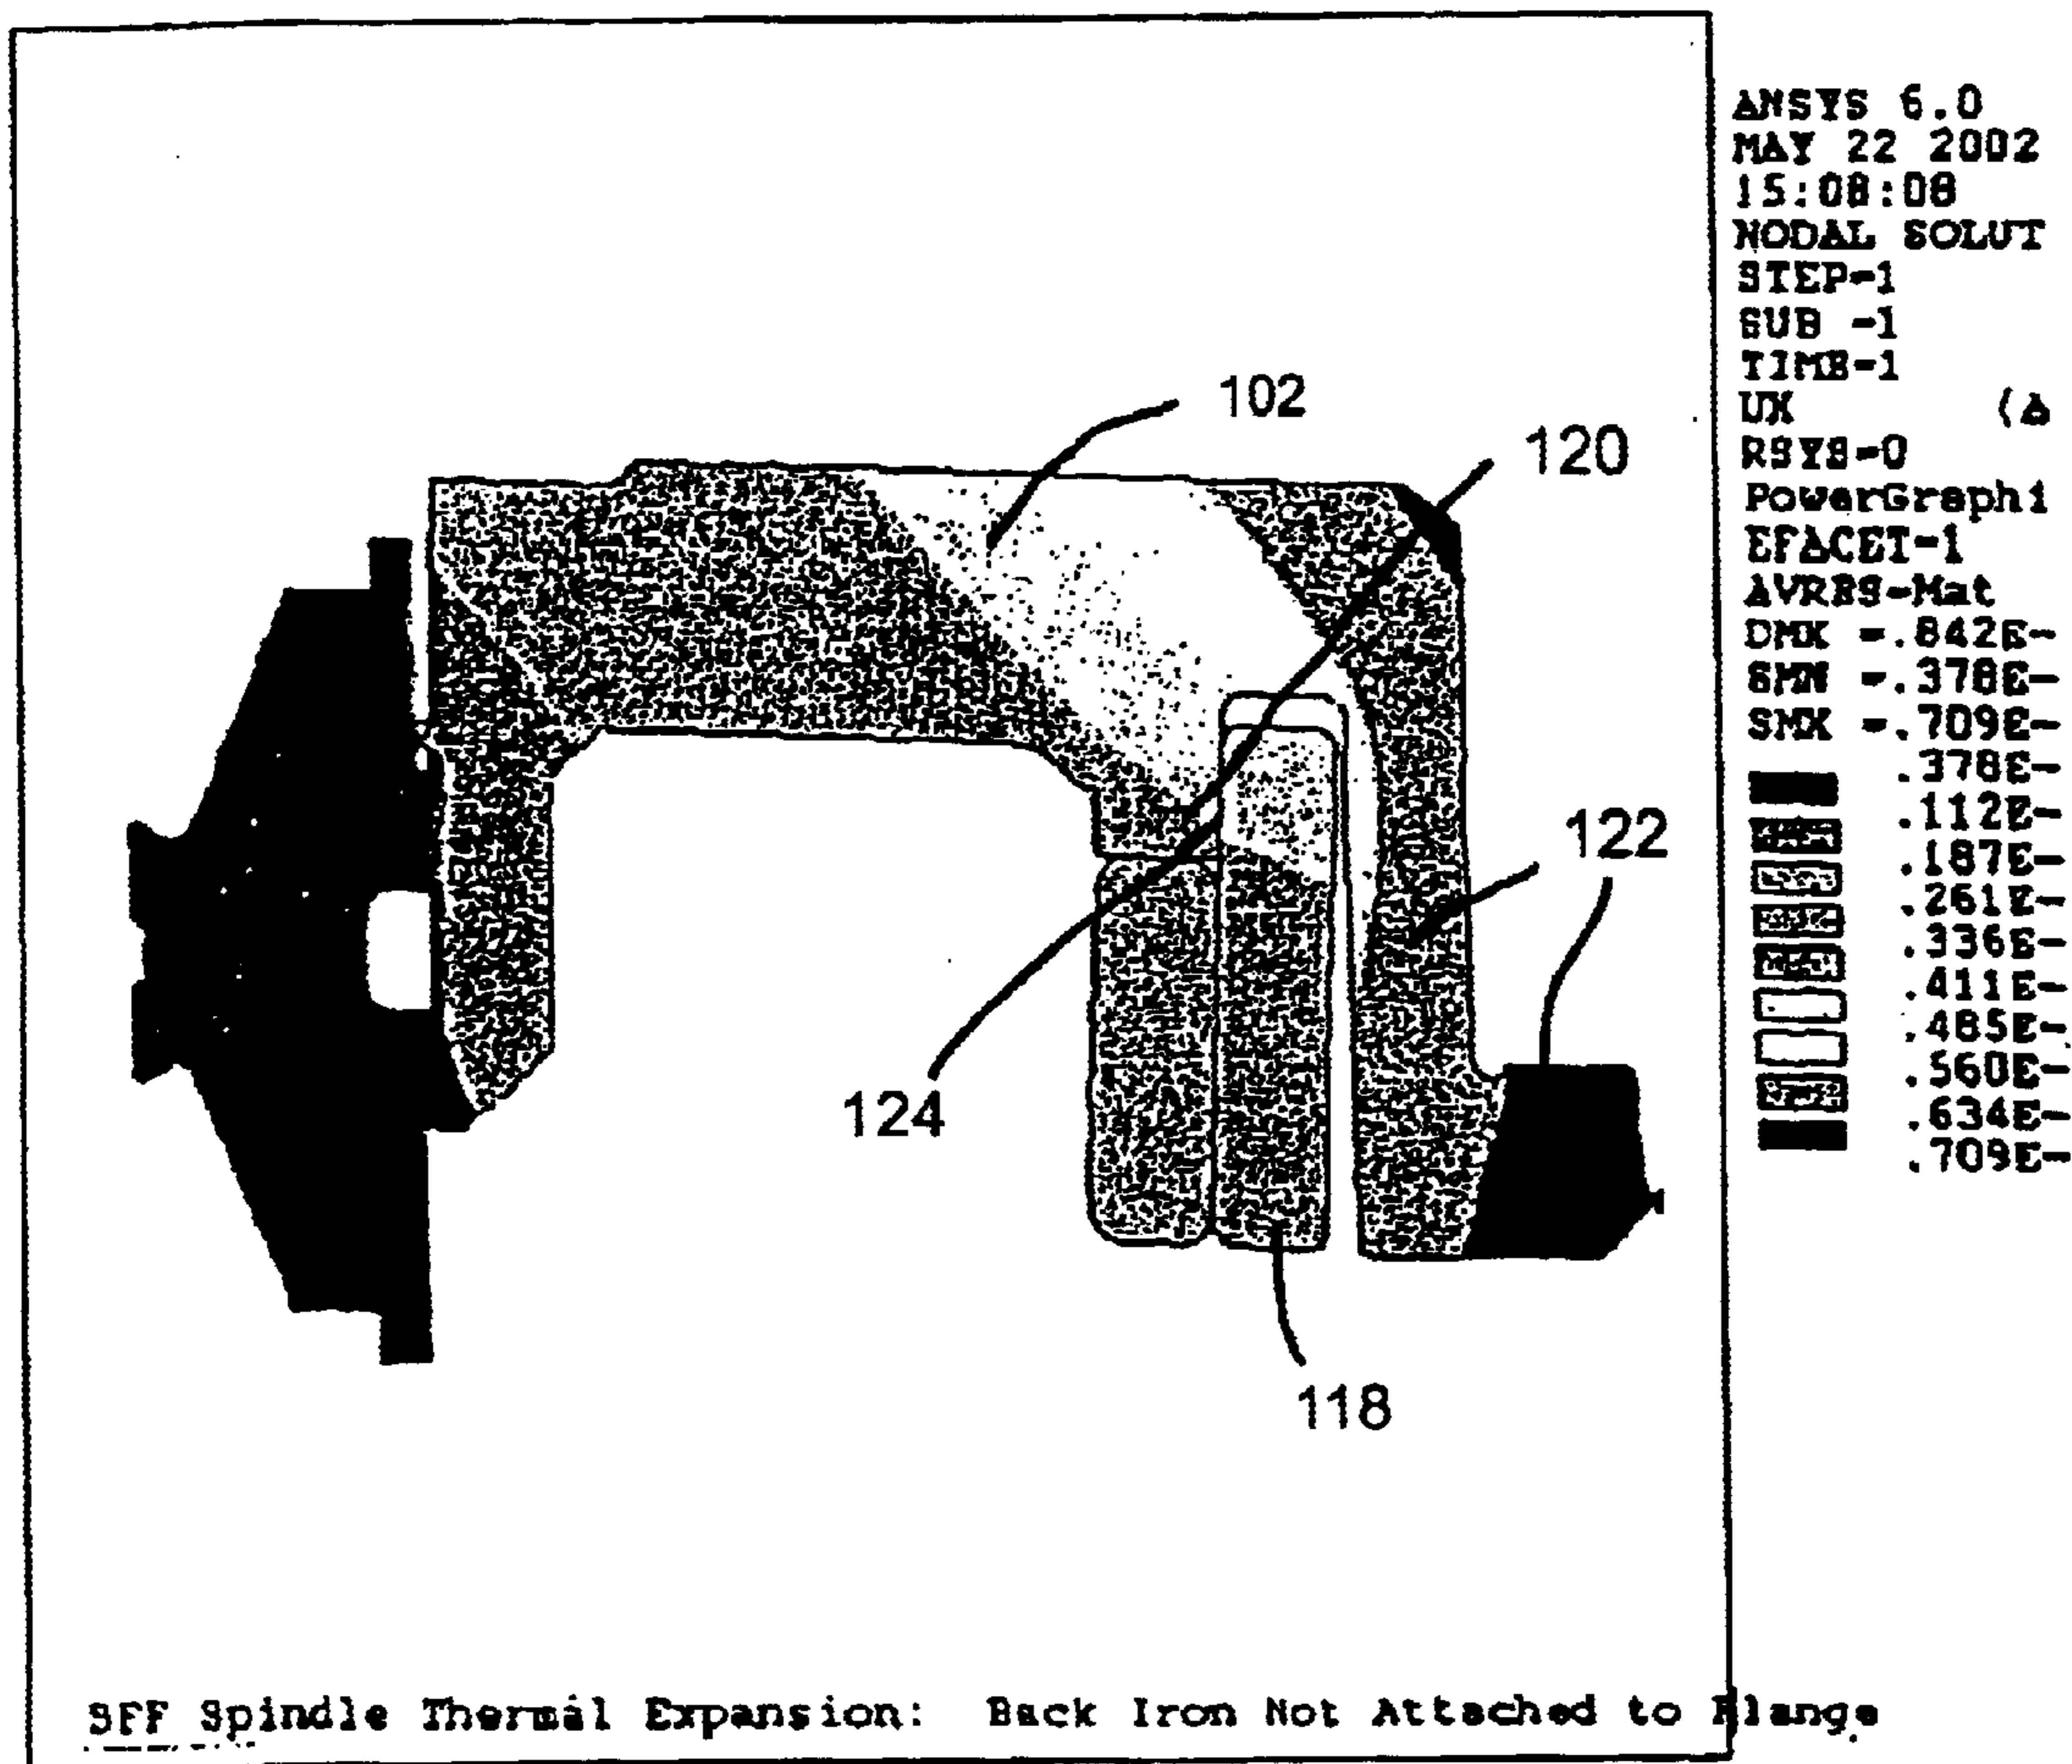 ANSYS 6.0
MAY 22 2002
15:08:08
NODAL SOLUT
STEP=1
SUB =1
TIME=1
UX (A
RSYS=0
PowerGraphi
EFACET=1
AVRES=Mat
DMX =.842E-
SMN =.378E-
SMX =.709E-
.378E-
.112E-
.187E-
.261E-
.336E-
.411E-
.485E-
.560E-
.634E-
.709E-
102
120
122
124
118
SFF Spindle Thermal Expansion: Back Iron Not Attached to Flange